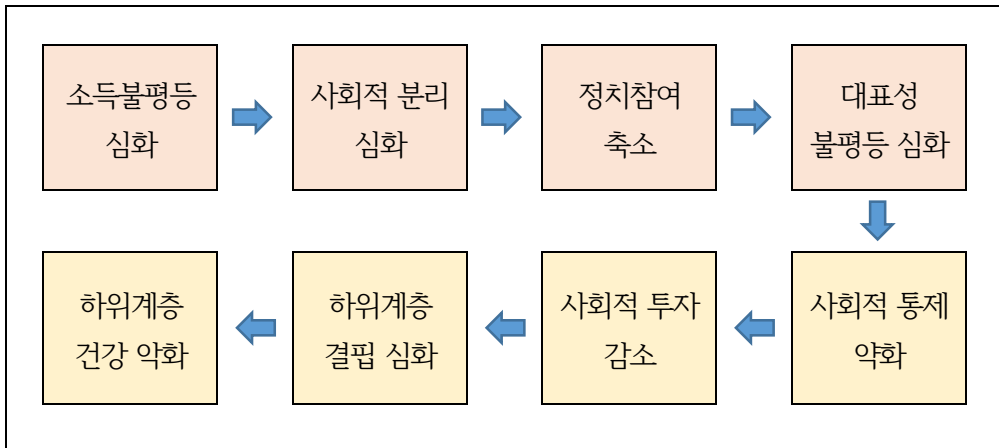 소득불평등
심화
사회적 분리
심화
정치참여
축소
대표성
불평등 심화
사회적 통제
약화
사회적 투자
감소
하위계층
결핍 심화
하위계층
건강 악화